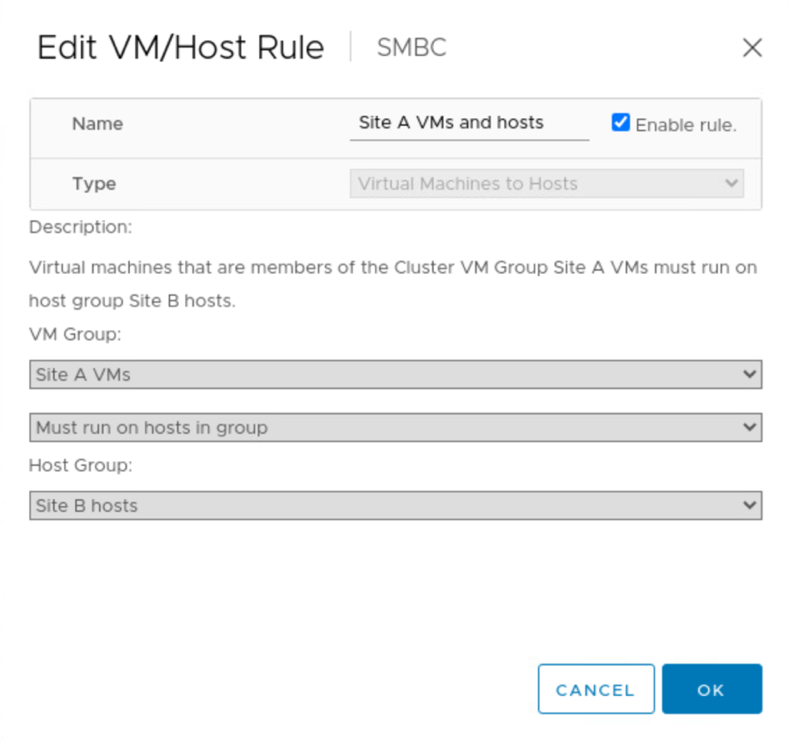 Edit VM/Host Rule SMBC
Name Site A VMs and hosts Enable rule.
Type Virtual Machines to Hosts
Description:
Virtual machines that are members of the Cluster VM Group Site A VMs must run on
host group Site B hosts.
VM Group:
Site A VMs
Must run on hosts in group
Host Group:
Site B hosts
CANCEL OK